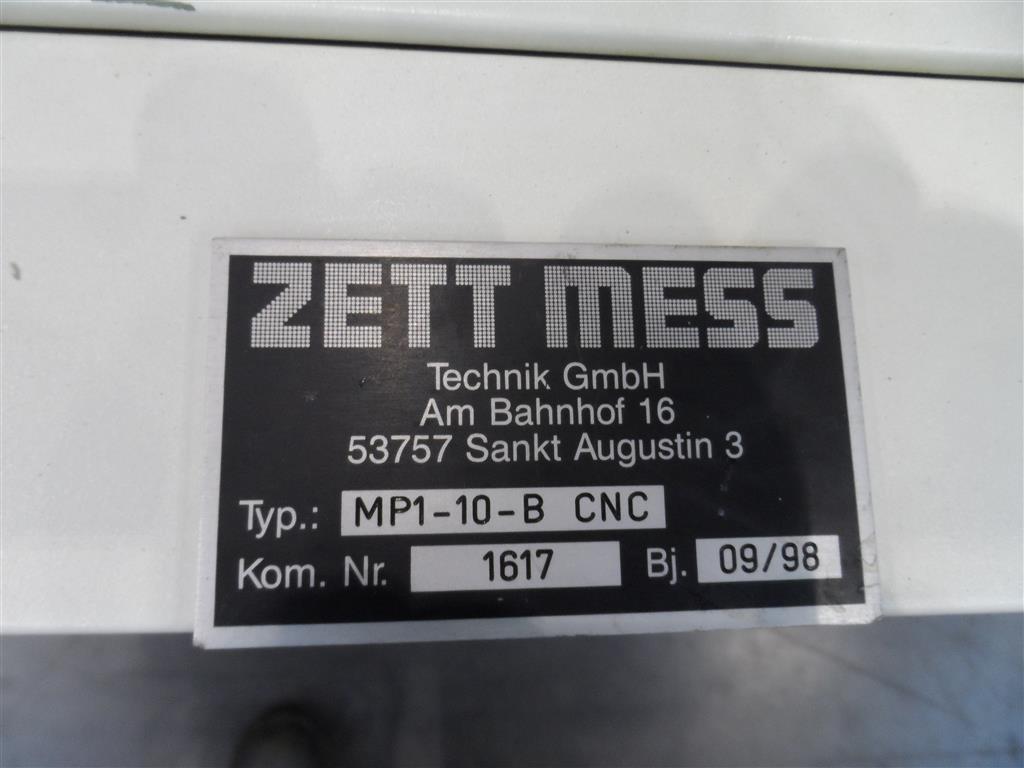 ZETT MESS
Technik GmbH
Am Bahnhof 16
53757 Sankt Augustin 3
Typ.: MP1-10-B CNC
Kom. Nr. 1617 Bj. 09/98